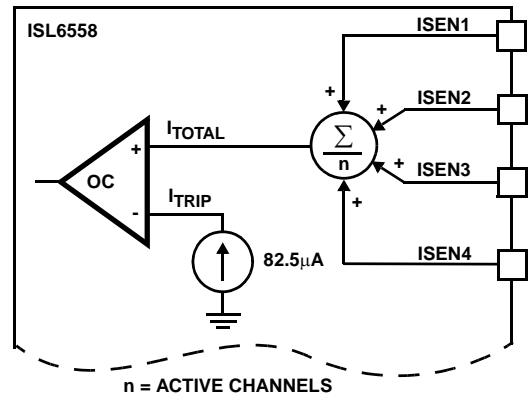 ISL6558
ISEN1
+
ISEN2
+
I_TOTAL
Σ
n
+
ISEN3
+
OC
I_TRIP
-
+
82.5μA
ISEN4
n = ACTIVE CHANNELS